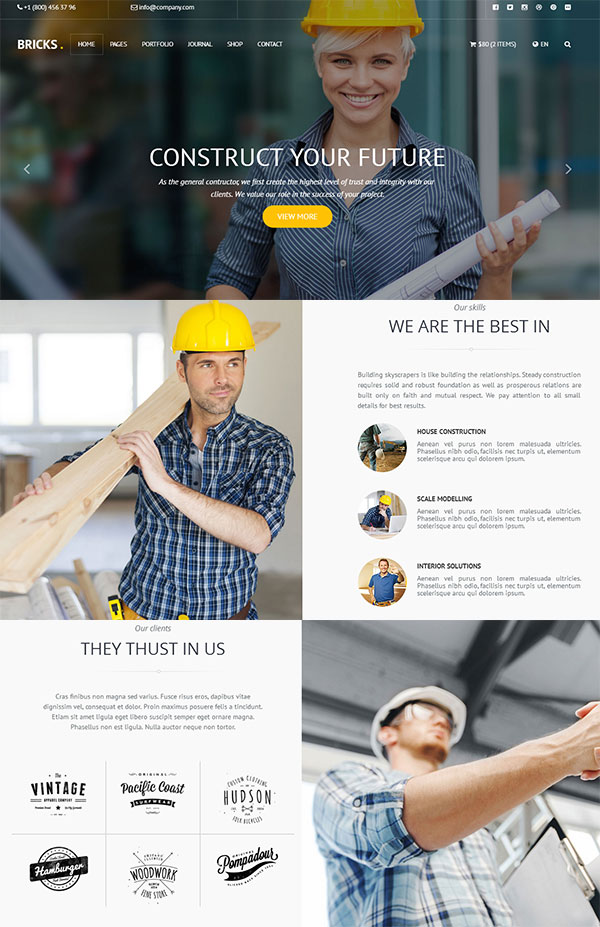 +1 (800) 456 37 96 info@company.com
BRICKS . HOME PAGES PORTFOLIO JOURNAL SHOP CONTACT $80 (2 ITEMS) EN
CONSTRUCT YOUR FUTURE
As the general contructor, we first create the highest level of trust and integrity with our
clients. We value our role in the success of your project.
VIEW MORE
Our skills
WE ARE THE BEST IN
Building skyscrapers is like building the relationships. Steady construction
requires solid and robust foundation as well as prosperous relations are
built only on faith and mutual respect. We pay attention to all small
details for best results.
HOUSE CONSTRUCTION
Aenean vel purus non lorem malesuada ultricies.
Phasellus nibh odio, facilisis nec turpis ut, elementum
scelerisque arcu qui dolorem ipsum.
SCALE MODELLING
Aenean vel purus non lorem malesuada ultricies.
Phasellus nibh odio, facilisis nec turpis ut, elementum
scelerisque arcu qui dolorem ipsum.
INTERIOR SOLUTIONS
Aenean vel purus non lorem malesuada ultricies.
Phasellus nibh odio, facilisis nec turpis ut, elementum
scelerisque arcu qui dolorem ipsum.
Our clients
THEY THUST IN US
Cras finibus non magna sed varius. Fusce risus eros, dapibus vitae
dignissim vel, consequat et dolor. Proin maximus posuere felis a tincidunt.
Etiam sit amet ligula eget libero suscipit semper eget ornare magna.
Phasellus non est ligula. Nulla auctor neque non tortor.
The
VINTAGE
APPAREL COMPANY
ORIGINAL
Pacific Coast
SURFWEAR
CUSTOM CLOTHING
HUDSON
Hamburger
WOODWORK
FINE STORE
ORIGINAL
Pompadour